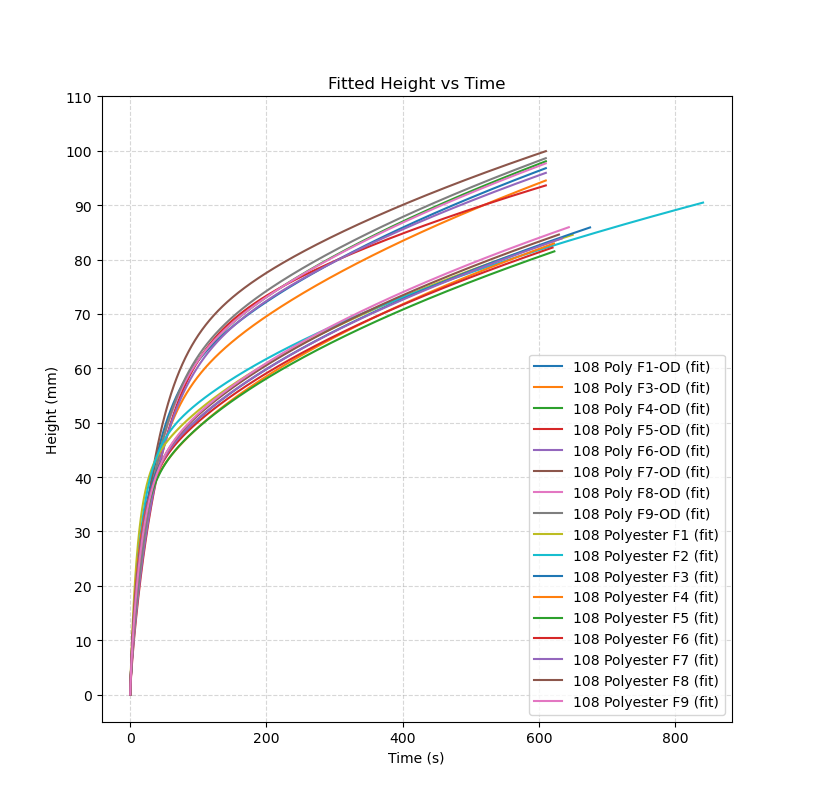 Fitted Height vs Time
110
100
90
80
70
60
50
40
30
20
10
0
Height (mm)
0 200 400 600 800
Time (s)
108 Poly F1-OD (fit)
108 Poly F3-OD (fit)
108 Poly F4-OD (fit)
108 Poly F5-OD (fit)
108 Poly F6-OD (fit)
108 Poly F7-OD (fit)
108 Poly F8-OD (fit)
108 Poly F9-OD (fit)
108 Polyester F1 (fit)
108 Polyester F2 (fit)
108 Polyester F3 (fit)
108 Polyester F4 (fit)
108 Polyester F5 (fit)
108 Polyester F6 (fit)
108 Polyester F7 (fit)
108 Polyester F8 (fit)
108 Polyester F9 (fit)